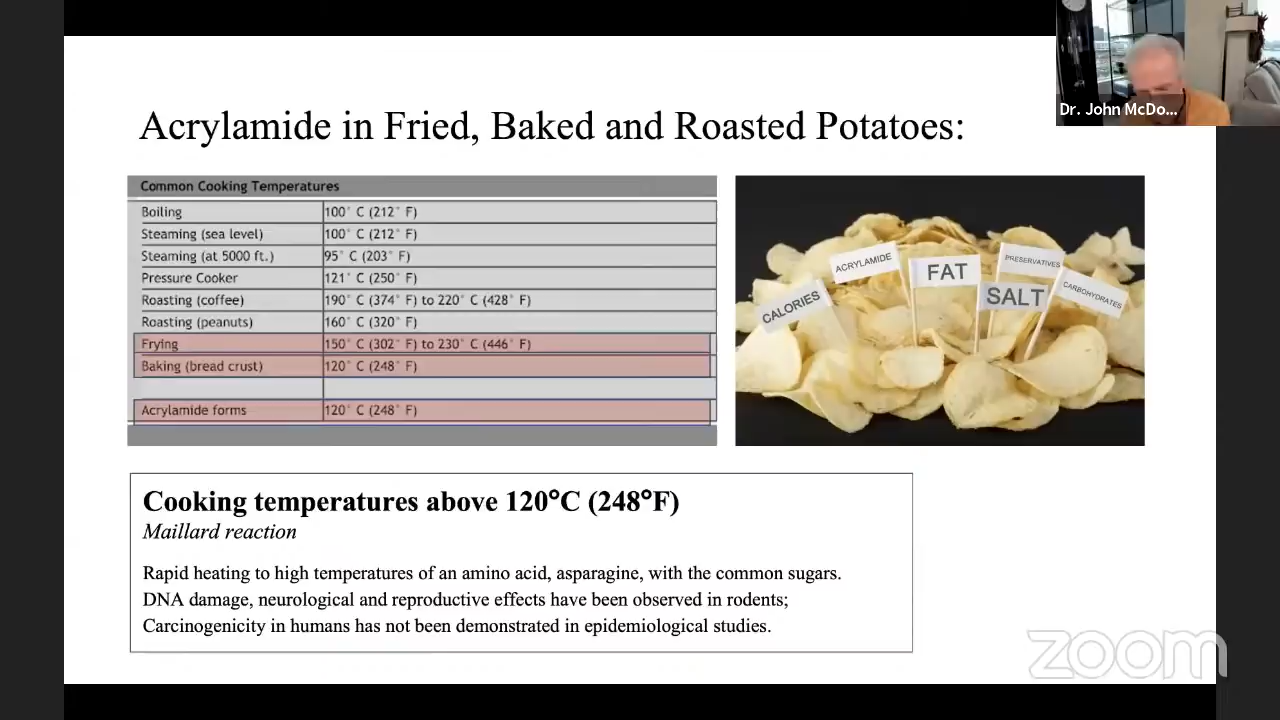 Dr. John McDo...
Acrylamide in Fried, Baked and Roasted Potatoes:
Common Cooking Temperatures
Boiling 100° C (212° F)
Steaming (sea level) 100° C (212° F)
Steaming (at 5000 ft.) 95° C (203° F)
Pressure Cooker 121° C (250° F)
Roasting (coffee) 190° C (374° F) to 220° C (428° F)
Roasting (peanuts) 160° C (320° F)
Frying 150° C (302° F) to 230° C (446° F)
Baking (bread crust) 120° C (248° F)
Acrylamide forms 120° C (248° F)
CALORIES
ACRYLAMIDE
FAT
PRESERVATIVES
SALT
CARBOHYDRATES
Cooking temperatures above 120°C (248°F)
Maillard reaction
Rapid heating to high temperatures of an amino acid, asparagine, with the common sugars.
DNA damage, neurological and reproductive effects have been observed in rodents;
Carcinogenicity in humans has not been demonstrated in epidemiological studies.
zoom